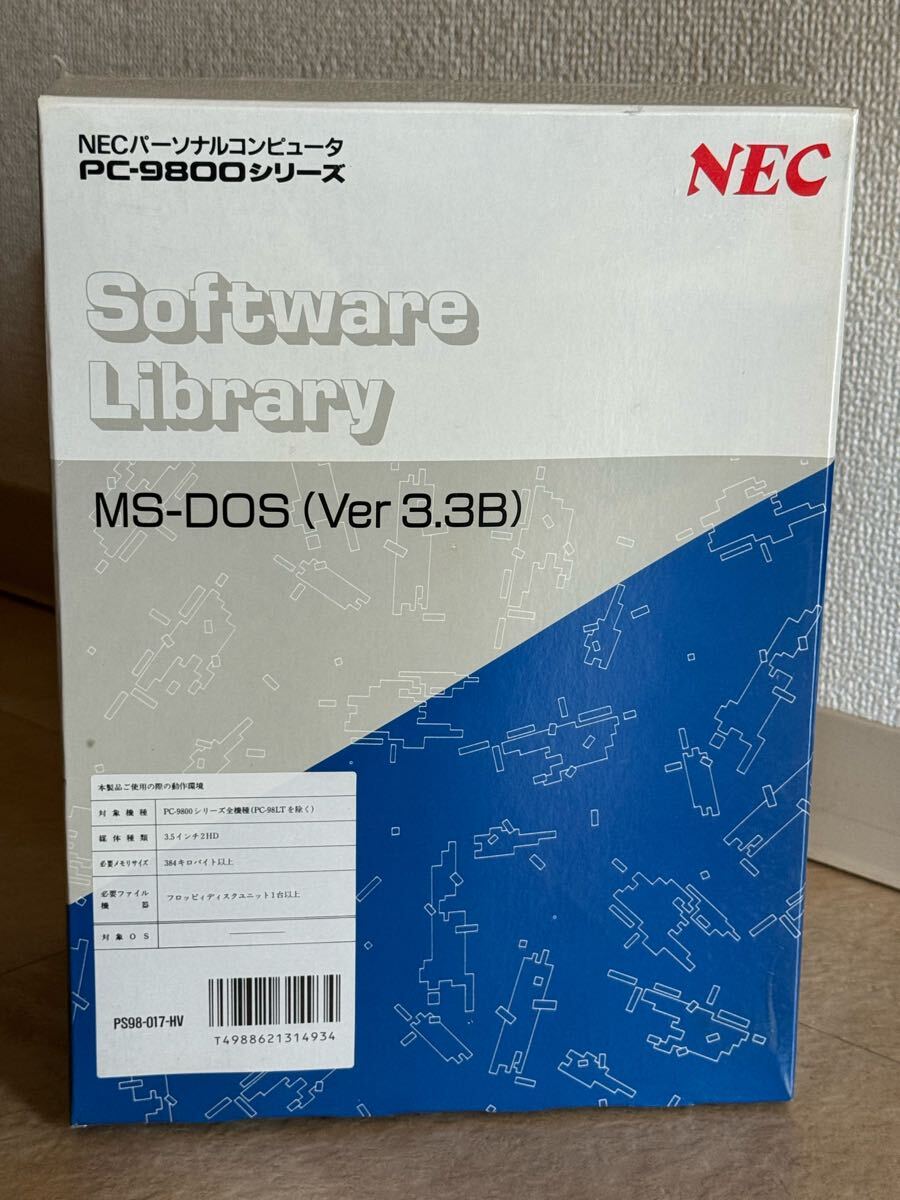 NECパーソナルコンピュータ
PC-9800シリーズ
NEC
Software
Library
MS-DOS (Ver 3.3B)
本製品ご使用の際の動作環境
対象機種 PC-9800シリーズ全機種(PC-98LTを除く)
媒体種類 3.5インチ2HD
必要メモリサイズ 384キロバイト以上
必要ファイル機器 フロッピィディスクユニット1台以上
対象OS ————
PS98-017-HV
T4988621314934